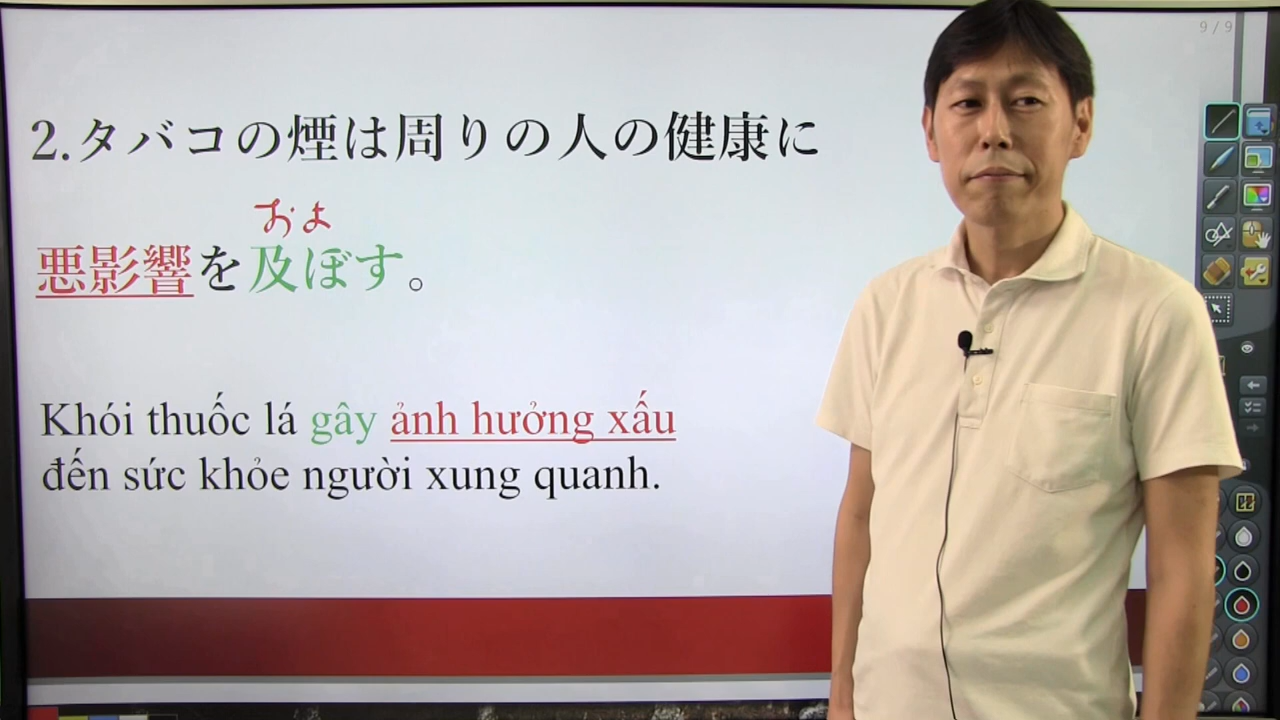 9 / 9
2.タバコの煙は周りの人の健康に
およ
悪影響を及ぼす。
Khói thuốc lá gây ảnh hưởng xấu
đến sức khỏe người xung quanh.